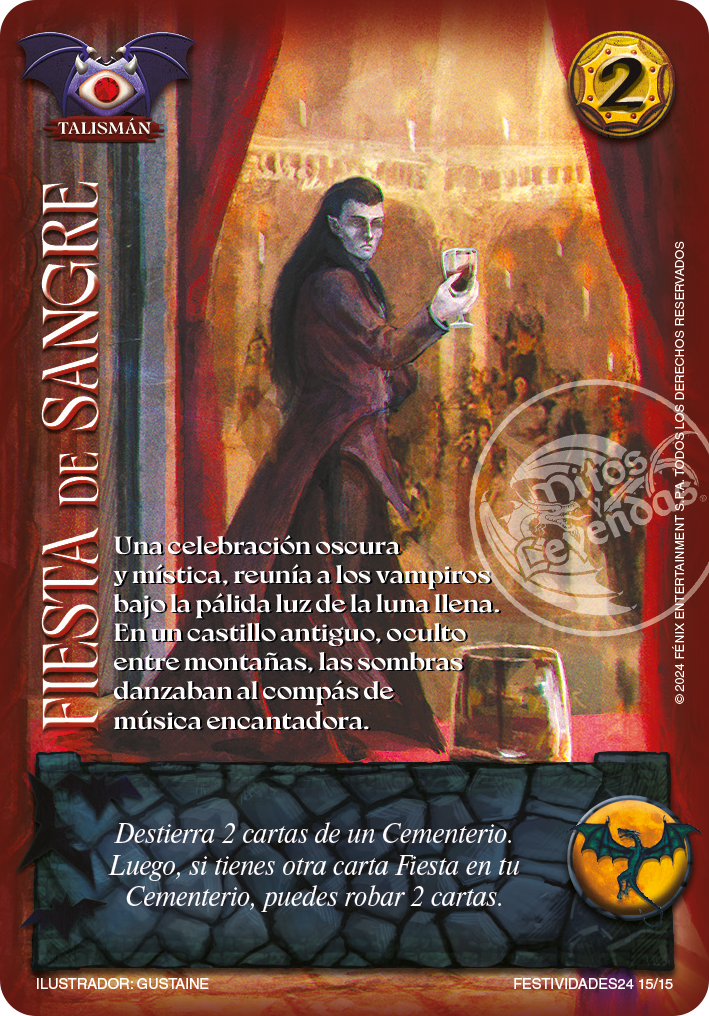 TALISMÁN
2
FIESTA DE SANGRE
Una celebración oscura
y mística, reunía a los vampiros
bajo la pálida luz de la luna llena.
En un castillo antiguo, oculto
entre montañas, las sombras
danzaban al compás de
música encantadora.
Destierra 2 cartas de un Cementerio.
Luego, si tienes otra carta Fiesta en tu
Cementerio, puedes robar 2 cartas.
© 2024 FÉNIX ENTERTAINMENT S.P.A. TODOS LOS DERECHOS RESERVADOS
Mitos
y
Leyendas®
ILUSTRADOR: GUSTAINE
FESTIVIDADES24 15/15